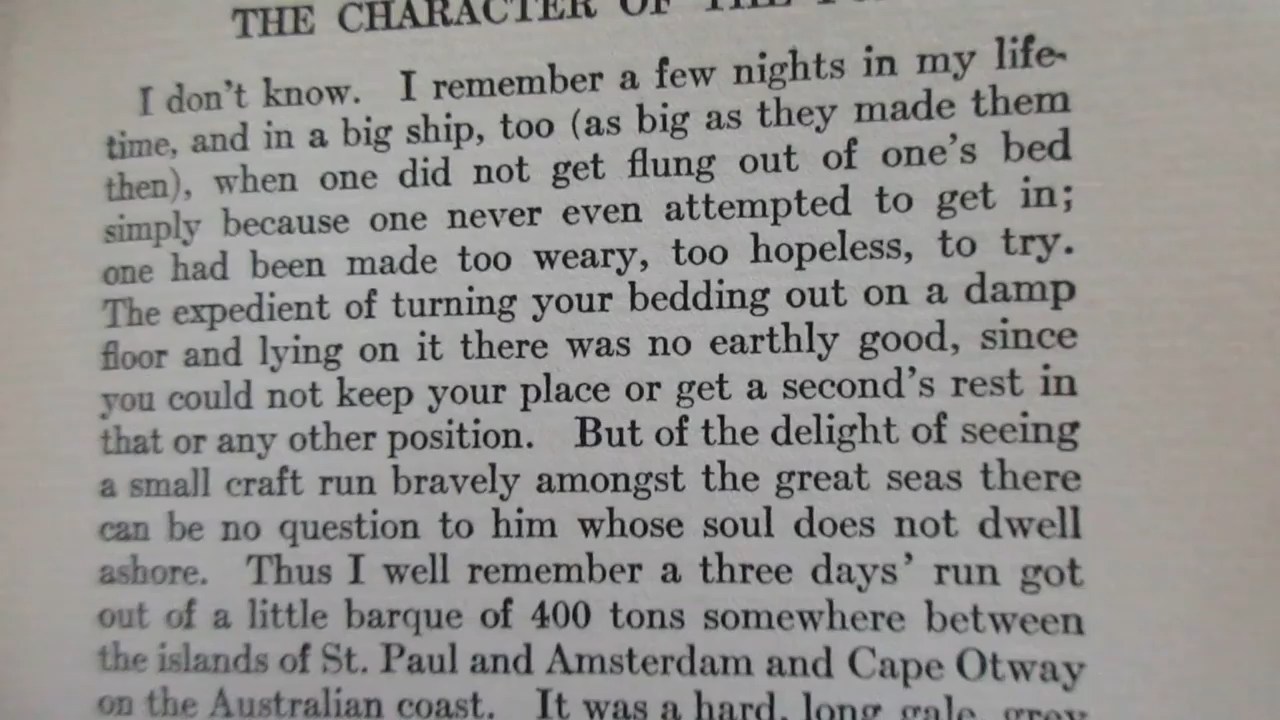 THE CHARACTER OF THE
I don't know. I remember a few nights in my life-
time, and in a big ship, too (as big as they made them
then), when one did not get flung out of one's bed
simply because one never even attempted to get in;
one had been made too weary, too hopeless, to try.
The expedient of turning your bedding out on a damp
floor and lying on it there was no earthly good, since
you could not keep your place or get a second's rest in
that or any other position. But of the delight of seeing
a small craft run bravely amongst the great seas there
can be no question to him whose soul does not dwell
ashore. Thus I well remember a three days' run got
out of a little barque of 400 tons somewhere between
the islands of St. Paul and Amsterdam and Cape Otway
on the Australian coast. It was a hard, long gale, grey